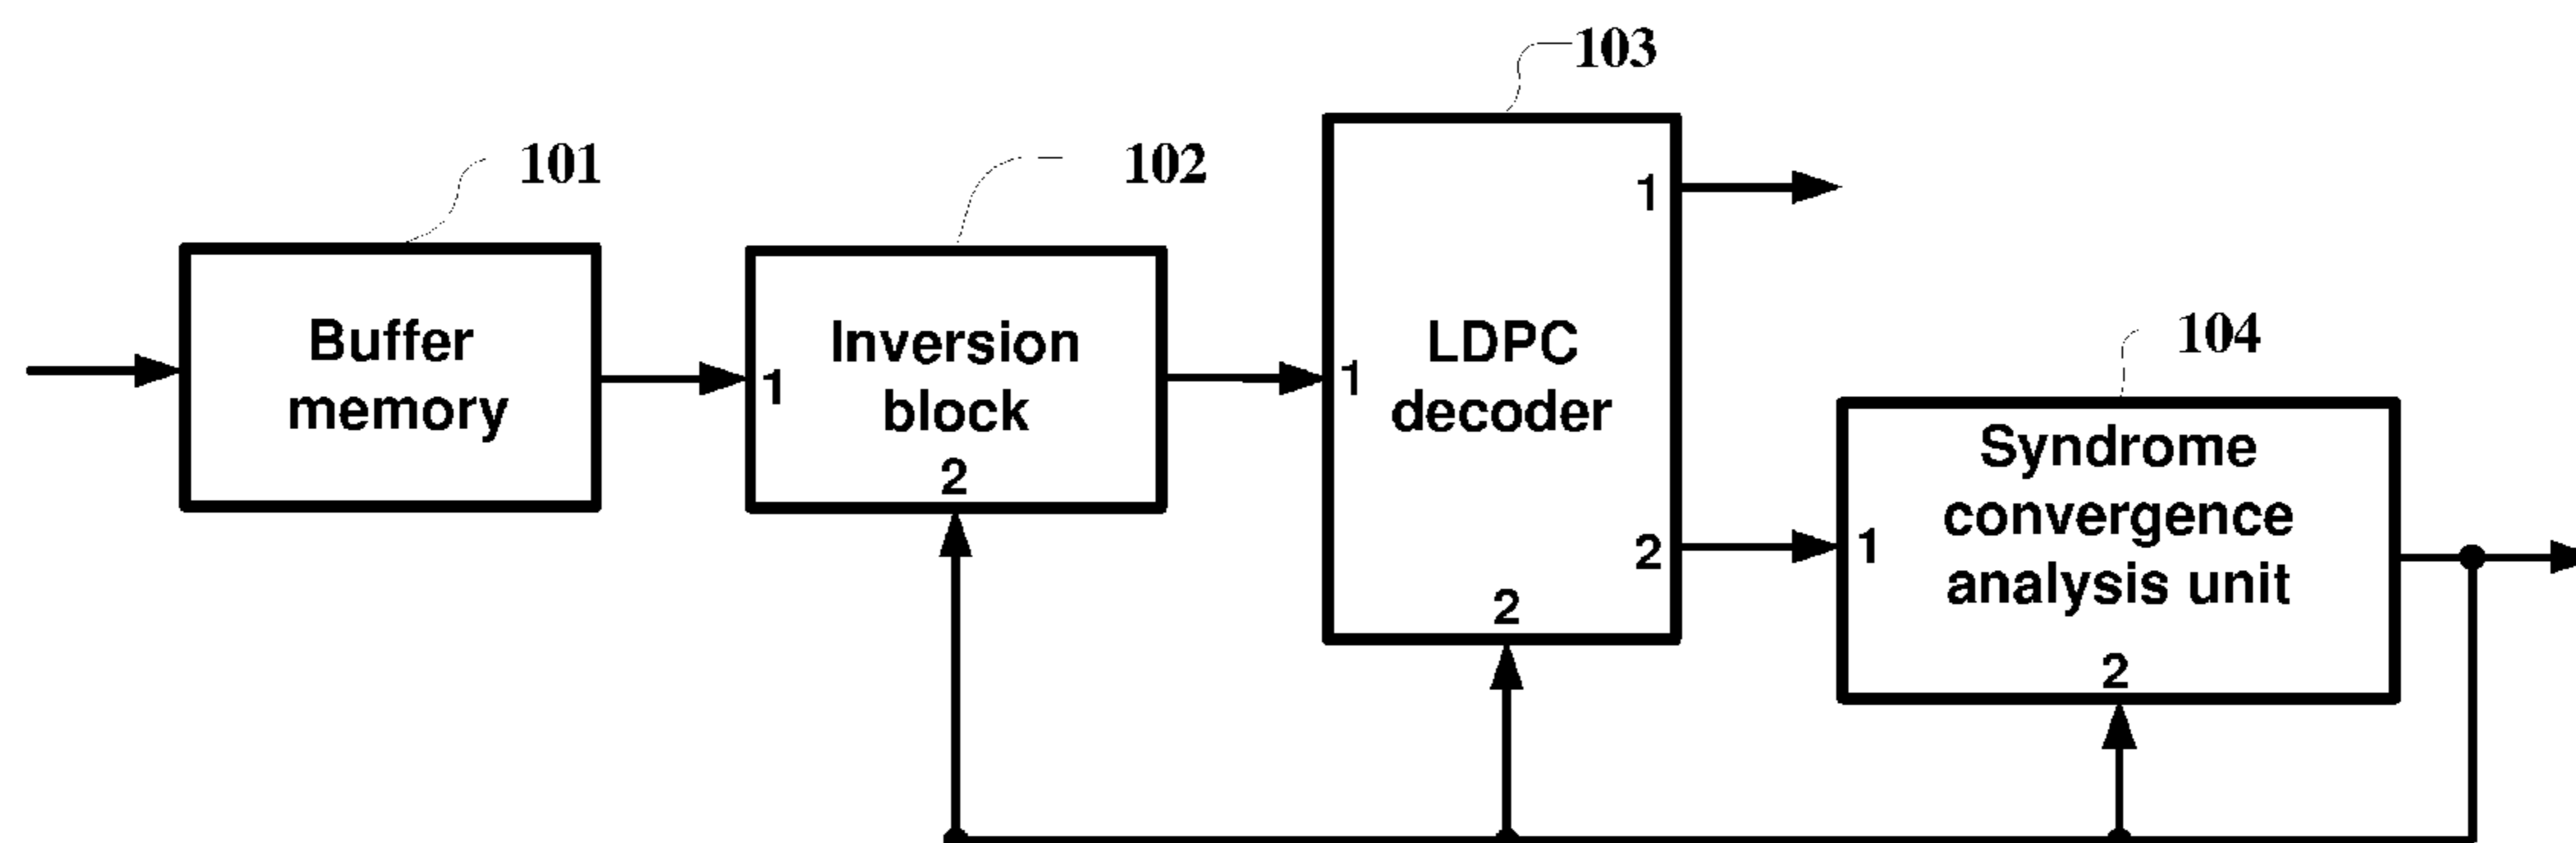 103
101
102
104
Buffer
memory
1
Inversion
block
2
1
LDPC
decoder
1
2
2
1
Syndrome
convergence
analysis unit
2